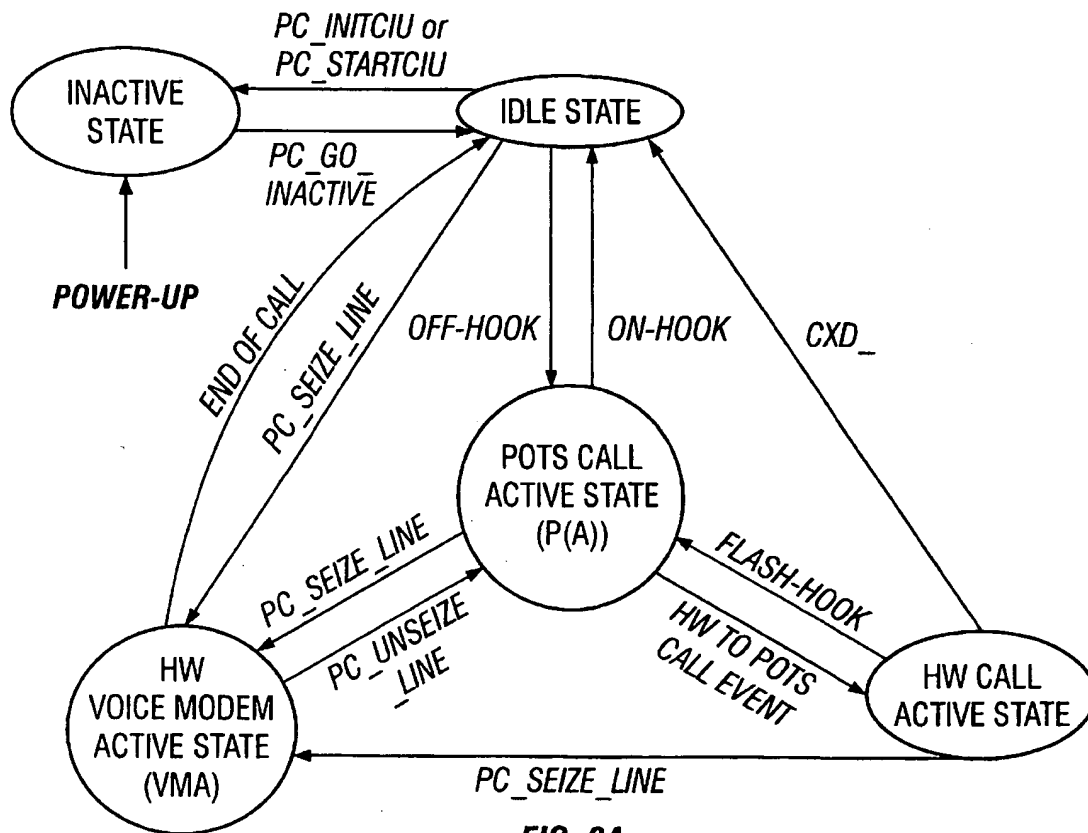 PC_INITCIU or
PC_STARTCIU
INACTIVE
STATE
IDLE STATE
PC_GO_
INACTIVE
POWER-UP
END OF CALL
PC_SEIZE_LINE
OFF-HOOK
ON-HOOK
CXD_
POTS CALL
ACTIVE STATE
(P(A))
PC_SEIZE_LINE
PC_UNSEIZE
_LINE
FLASH-HOOK
HW TO POTS
CALL EVENT
HW
VOICE MODEM
ACTIVE STATE
(VMA)
HW CALL
ACTIVE STATE
PC_SEIZE_LINE